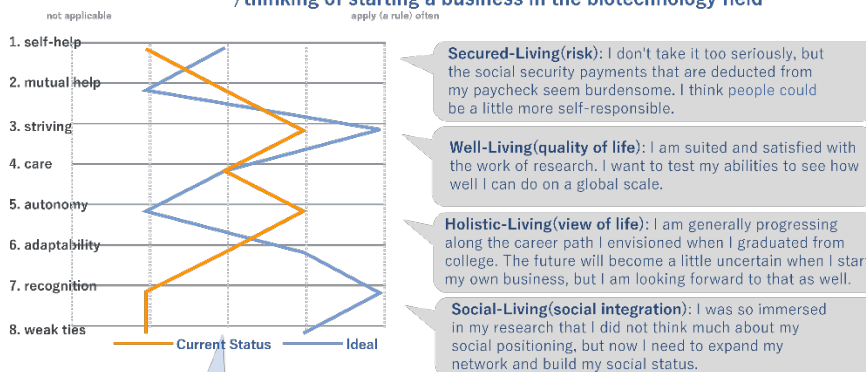 /thinking of starting a business in the biotechnology field
not applicable
apply (a rule) often
1. self-help
2. mutual help
3. striving
4. care
5. autonomy
6. adaptability
7. recognition
8. weak ties
Current Status
Ideal
Secured-Living(risk): I don't take it too seriously, but
the social security payments that are deducted from
my paycheck seem burdensome. I think people could
be a little more self-responsible.
Well-Living(quality of life): I am suited and satisfied with
the work of research. I want to test my abilities to see how
well I can do on a global scale.
Holistic-Living(view of life): I am generally progressing
along the career path I envisioned when I graduated from
college. The future will become a little uncertain when I star
my own business, but I am looking forward to that as well.
Social-Living(social integration): I was so immersed
in my research that I did not think much about my
social positioning, but now I need to expand my
network and build my social status.